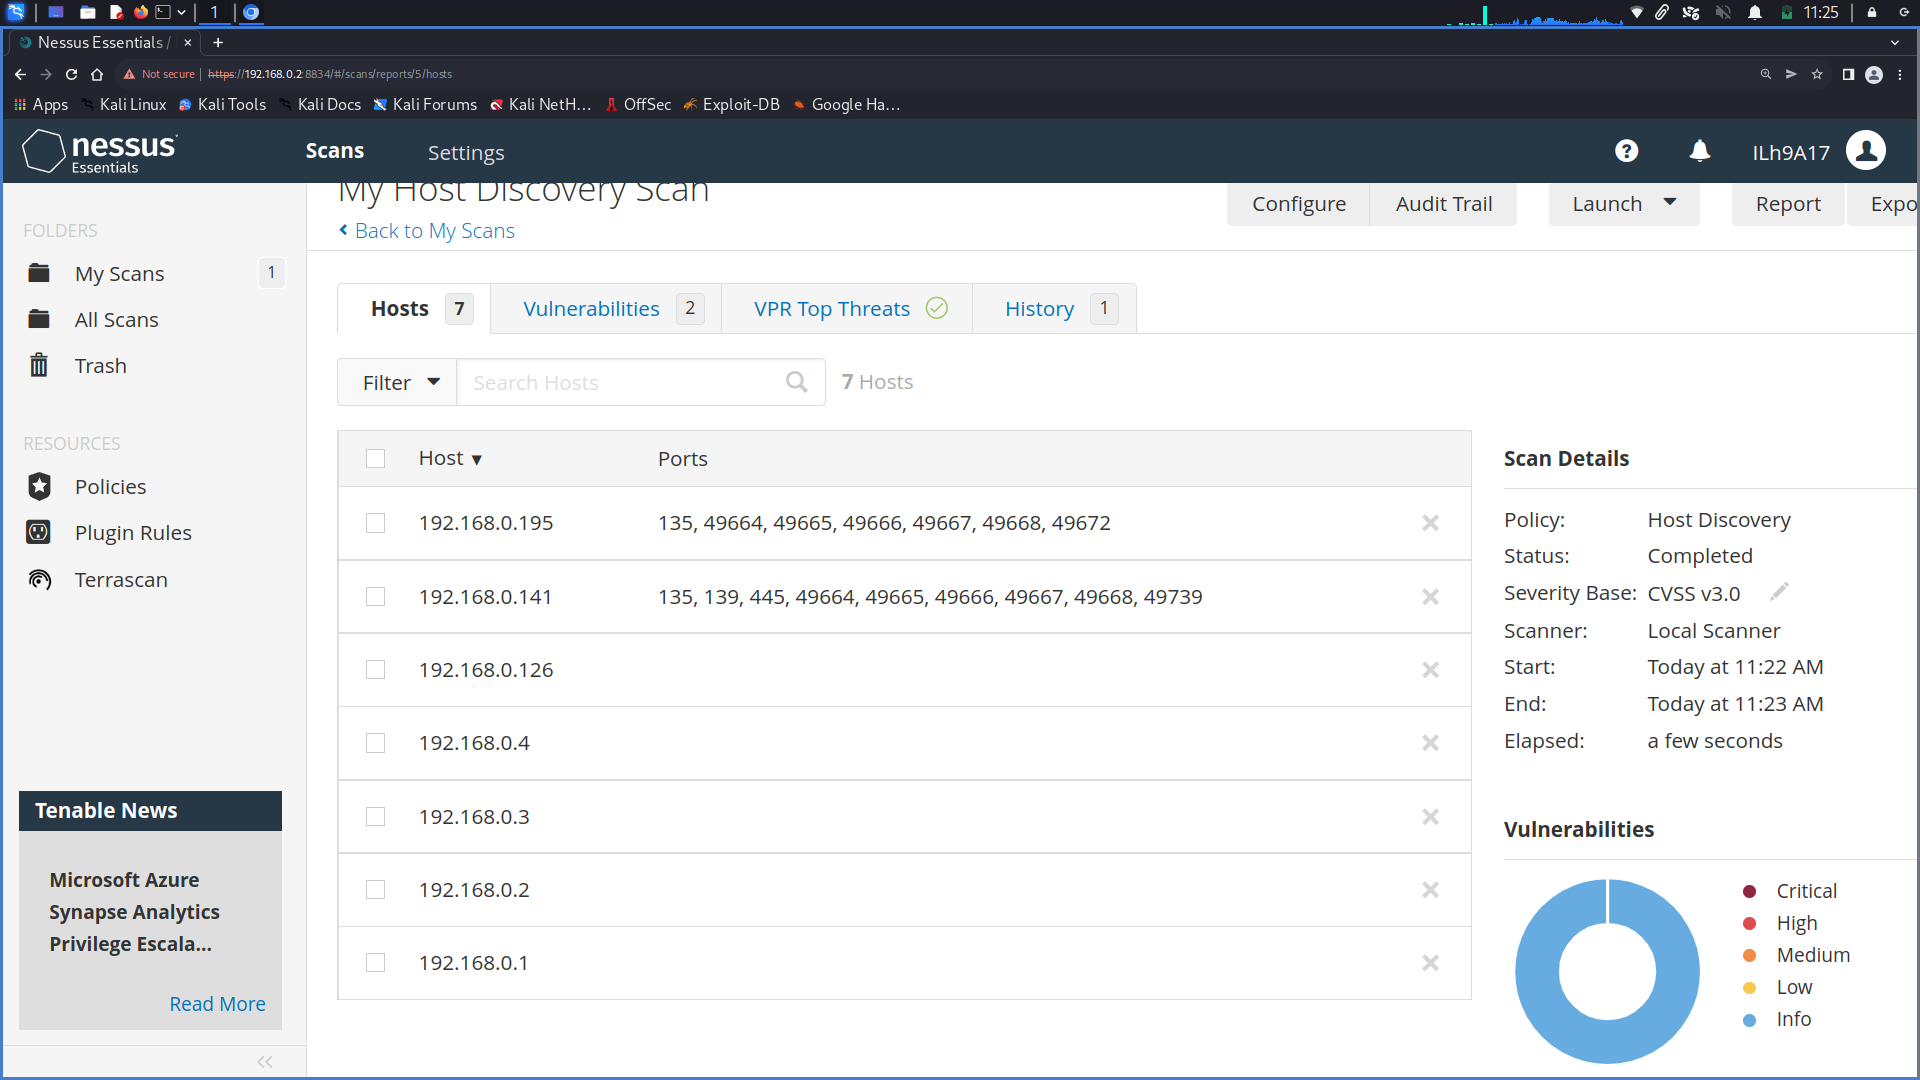 1
11:25
Nessus Essentials /
Not secure
https://192.168.0.2:8834/#/scans/reports/5/hosts
Apps
Kali Linux
Kali Tools
Kali Docs
Kali Forums
Kali NetH…
OffSec
Exploit-DB
Google Ha…
nessus
Essentials
Scans
Settings
ILh9A17
My Host Discovery Scan
Back to My Scans
Configure
Audit Trail
Launch
Report
Expo
FOLDERS
My Scans 1
All Scans
Trash
RESOURCES
Policies
Plugin Rules
Terrascan
Tenable News
Microsoft Azure
Synapse Analytics
Privilege Escala...
Read More
Hosts 7
Vulnerabilities 2
VPR Top Threats
History 1
Filter
Search Hosts
7 Hosts
Host Ports
192.168.0.195 135, 49664, 49665, 49666, 49667, 49668, 49672
192.168.0.141 135, 139, 445, 49664, 49665, 49666, 49667, 49668, 49739
192.168.0.126
192.168.0.4
192.168.0.3
192.168.0.2
192.168.0.1
Scan Details
Policy: Host Discovery
Status: Completed
Severity Base: CVSS v3.0
Scanner: Local Scanner
Start: Today at 11:22 AM
End: Today at 11:23 AM
Elapsed: a few seconds
Vulnerabilities
Critical
High
Medium
Low
Info